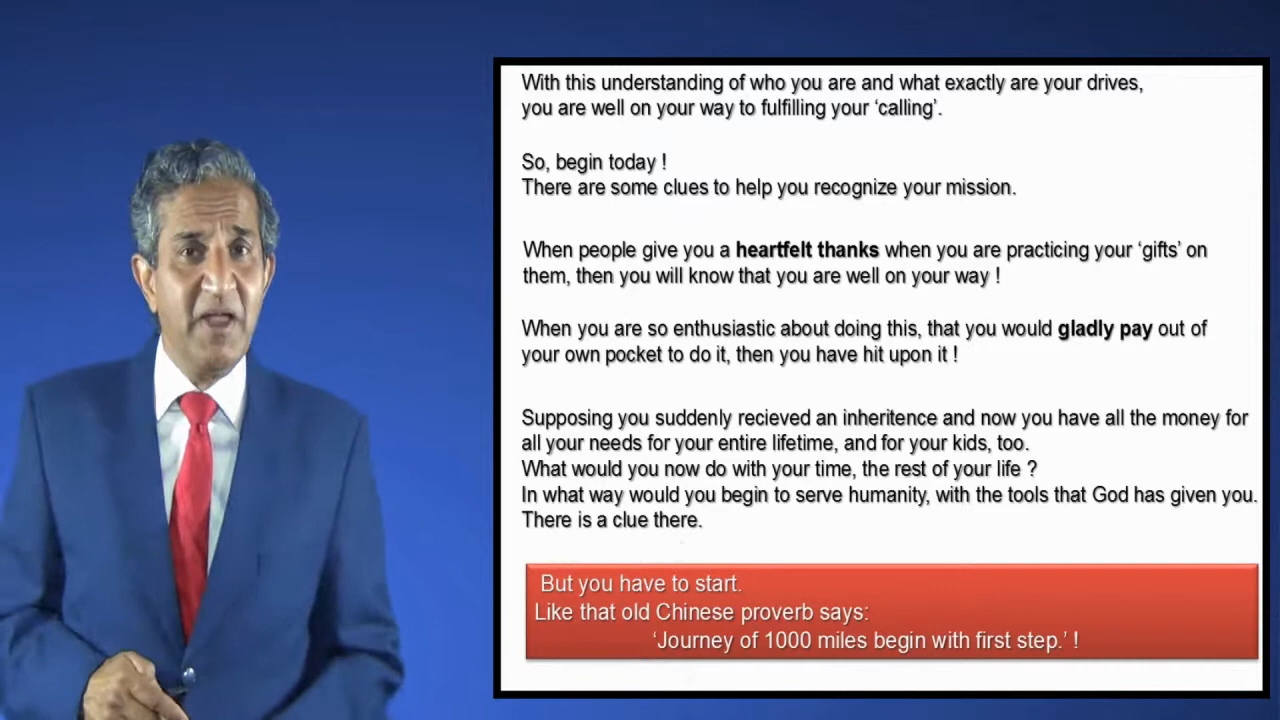 With this understanding of who you are and what exactly are your drives,
you are well on your way to fulfilling your ‘calling’.
So, begin today !
There are some clues to help you recognize your mission.
When people give you a heartfelt thanks when you are practicing your ‘gifts’ on
them, then you will know that you are well on your way !
When you are so enthusiastic about doing this, that you would gladly pay out of
your own pocket to do it, then you have hit upon it !
Supposing you suddenly recieved an inheritence and now you have all the money for
all your needs for your entire lifetime, and for your kids, too.
What would you now do with your time, the rest of your life ?
In what way would you begin to serve humanity, with the tools that God has given you.
There is a clue there.
But you have to start.
Like that old Chinese proverb says:
‘Journey of 1000 miles begin with first step.’ !